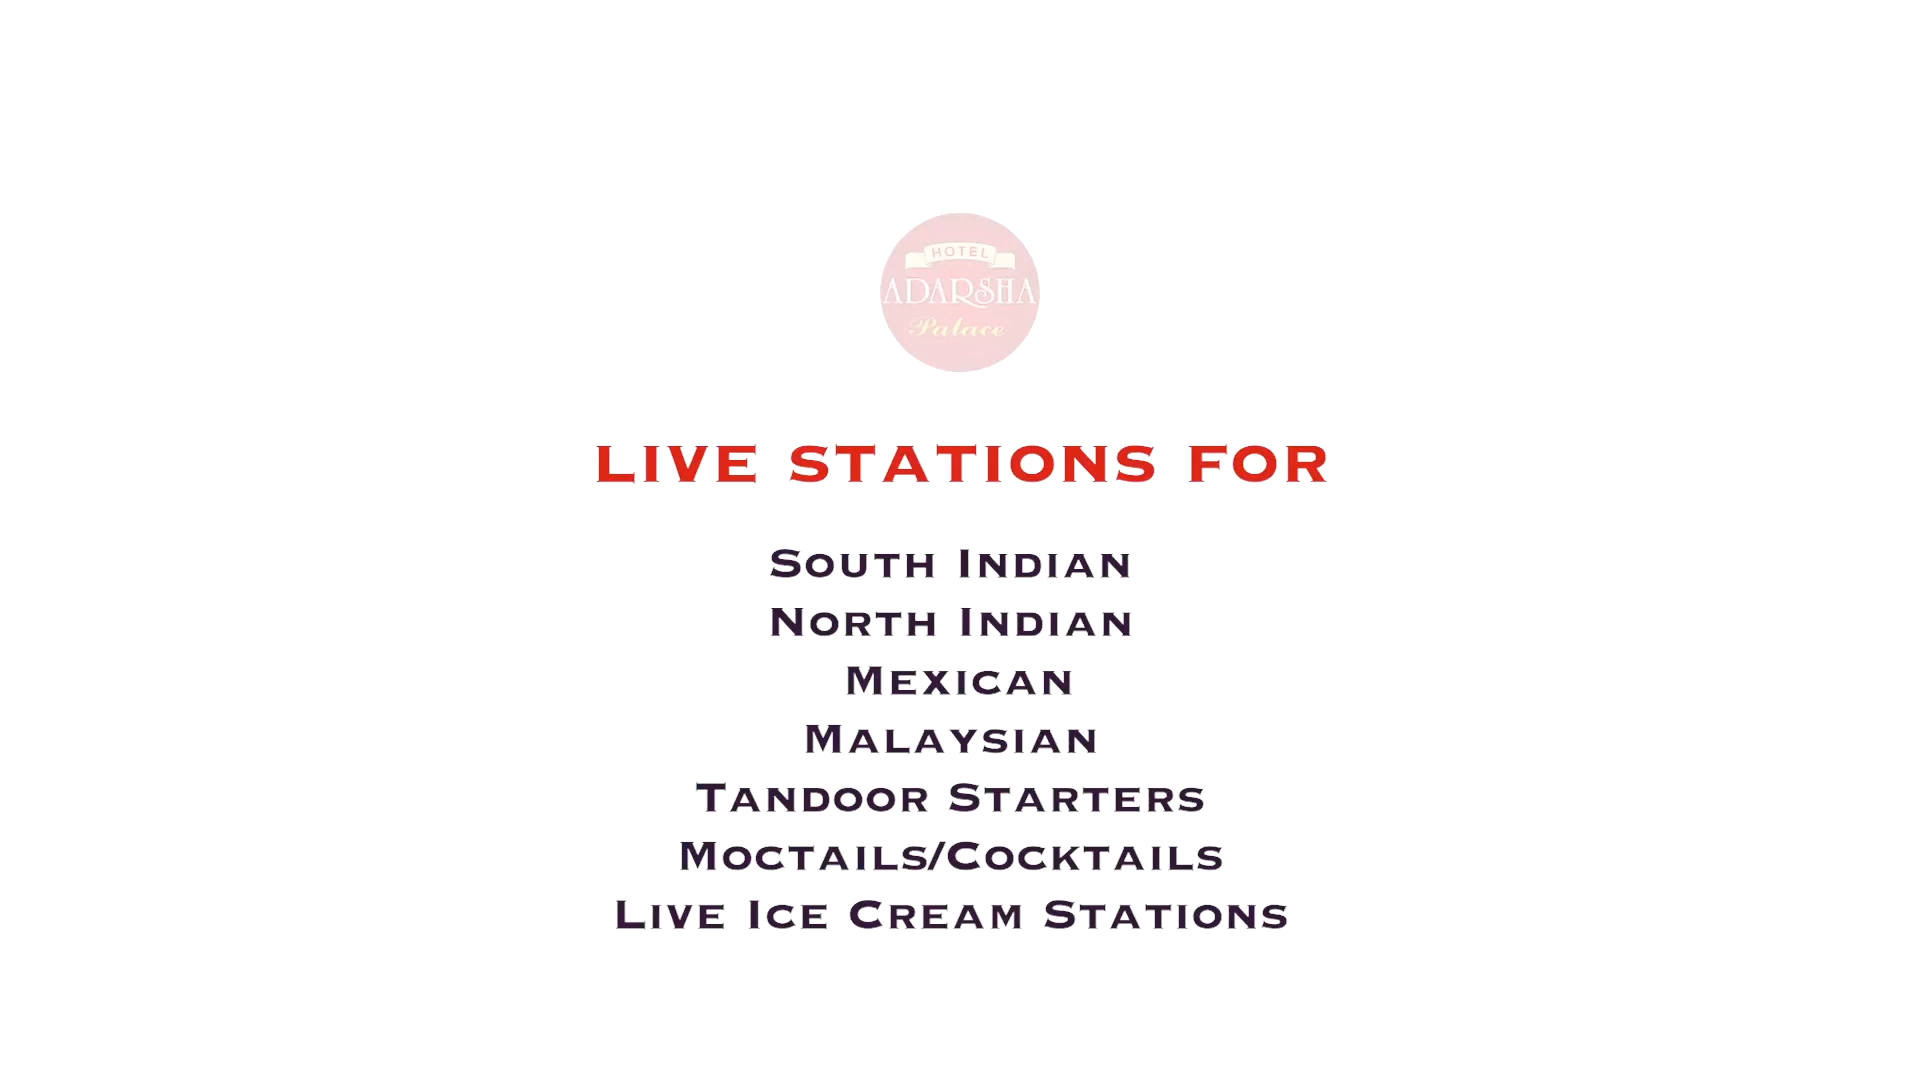 HOTEL
ADARSHA
Palace
LIVE STATIONS FOR
South Indian
North Indian
Mexican
Malaysian
Tandoor Starters
Moctails/Cocktails
Live Ice Cream Stations